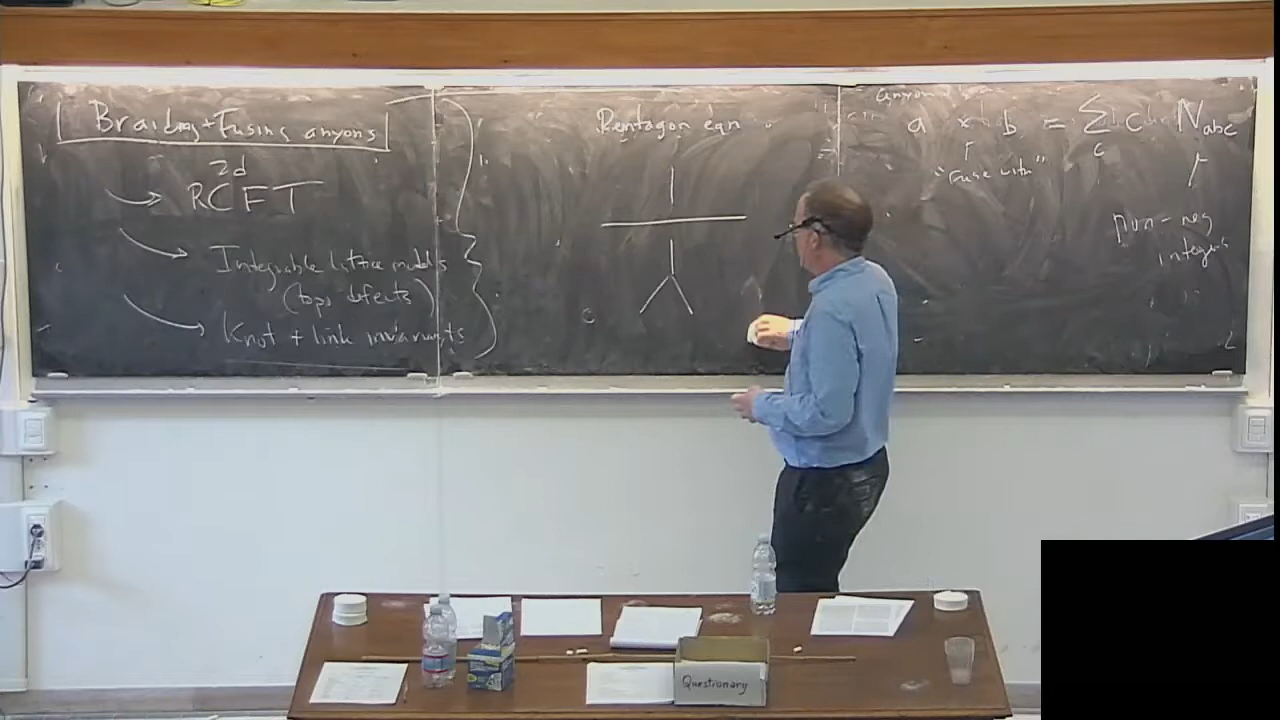 Braiding + Fusing anyons
2d
RCFT
Integrable lattice models
(topo defects)
Knot + link invariants
Pentagon eqn
anyons
a x b = ∑ c N_abc
c
"Fuse with"
non-neg
integers
Questionary